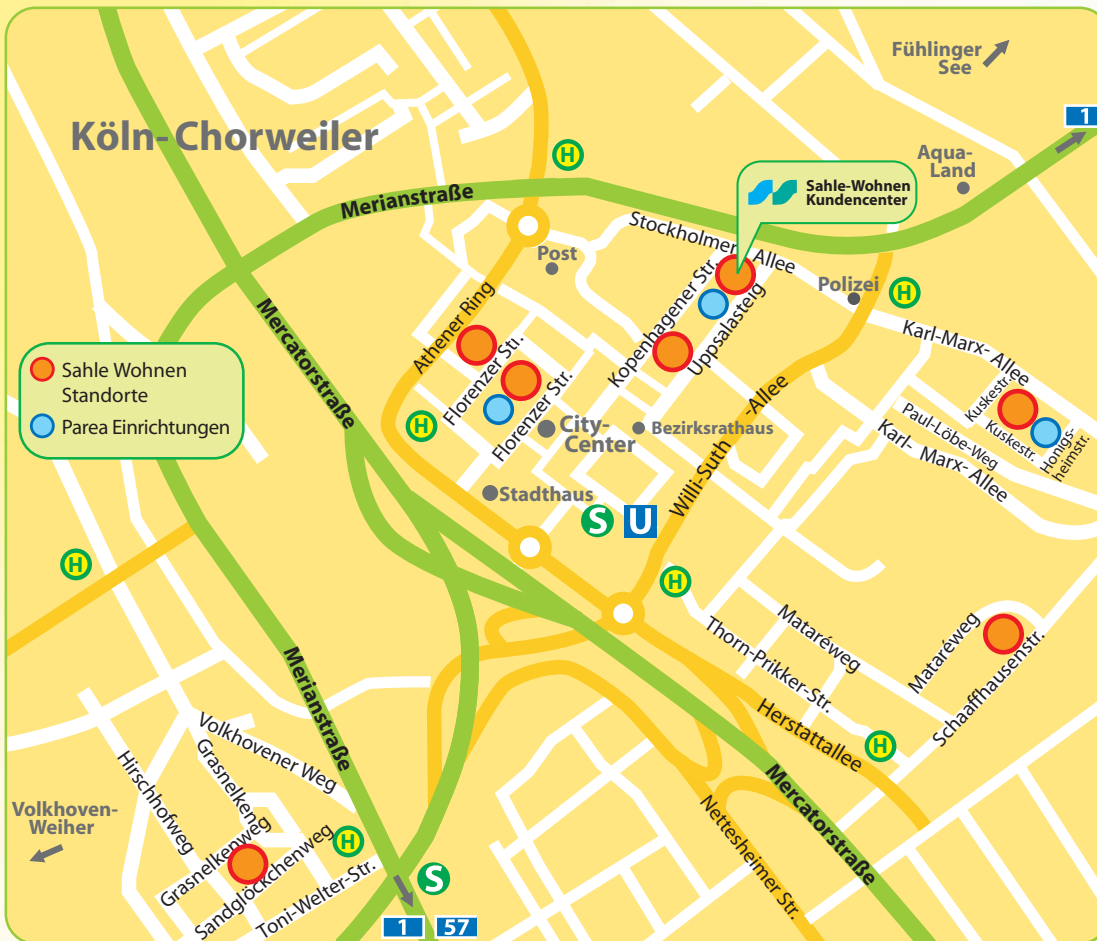 Fühlinger
See
1
Köln-Chorweiler
Aqua-
Land
H
Merianstraße
Sahle-Wohnen
Kundencenter
Stockholmer Allee
Post
Polizei
H
Kopenhagener Str.
Uppsalasteig
Athener Ring
Mercatorstraße
Karl-Marx-Allee
Sahle Wohnen
Standorte
Parea Einrichtungen
Florenzer Str.
Florenzer Str.
H
City-
Center
Bezirksrathaus
Willi-Suth-Allee
Kuskestr.
Kuskestr.
Honigs-
heimstr.
Paul-Löbe-Weg
Karl-Marx-Allee
Stadthaus
S
U
H
H
Mataréweg
Thorn-Prikker-Str.
Mataréweg
Schaaffhausenstr.
Merianstraße
Herstattallee
H
Volkhovener Weg
Grasnelkenweg
Hirschhofweg
Mercatorstraße
Nettesheimer Str.
Volkhoven-
Weiher
Grasnelkenweg
Sandglöckchenweg
H
Toni-Welter-Str.
S
1
57